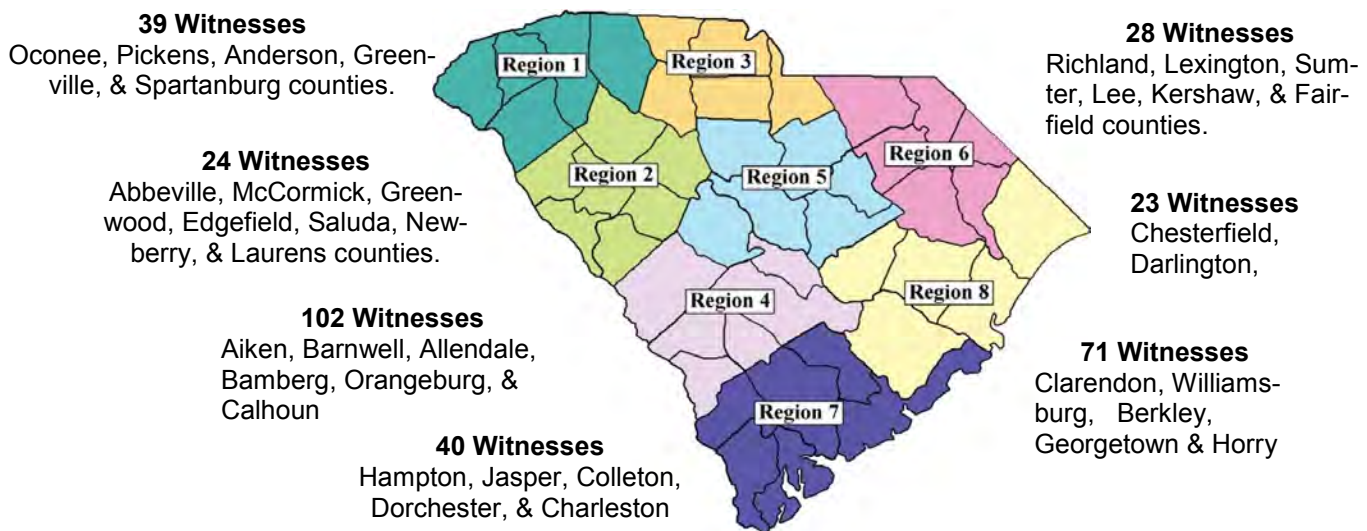 39 Witnesses
Oconee, Pickens, Anderson, Green-
ville, & Spartanburg counties.
24 Witnesses
Abbeville, McCormick, Green-
wood, Edgefield, Saluda, New-
berry, & Laurens counties.
102 Witnesses
Aiken, Barnwell, Allendale,
Bamberg, Orangeburg, &
Calhoun
40 Witnesses
Hampton, Jasper, Colleton,
Dorchester, & Charleston
Region 1
Region 3
Region 2
Region 5
Region 6
Region 4
Region 8
Region 7
28 Witnesses
Richland, Lexington, Sum-
ter, Lee, Kershaw, & Fair-
field counties.
23 Witnesses
Chesterfield,
Darlington,
71 Witnesses
Clarendon, Williams-
burg, Berkley,
Georgetown & Horry